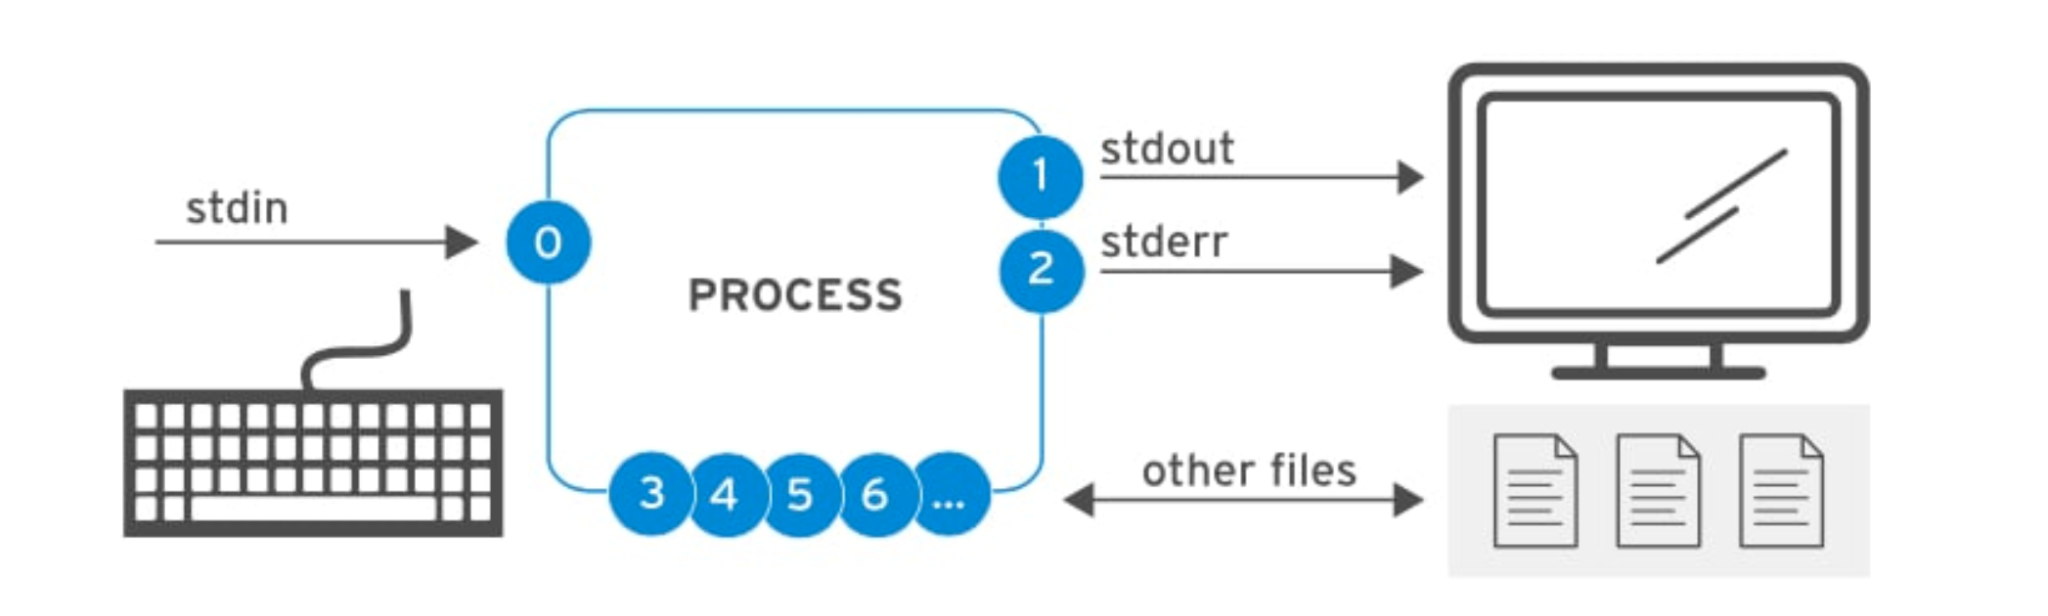 stdin
0
PROCESS
1
stdout
2
stderr
3 4 5 6 ...
other files